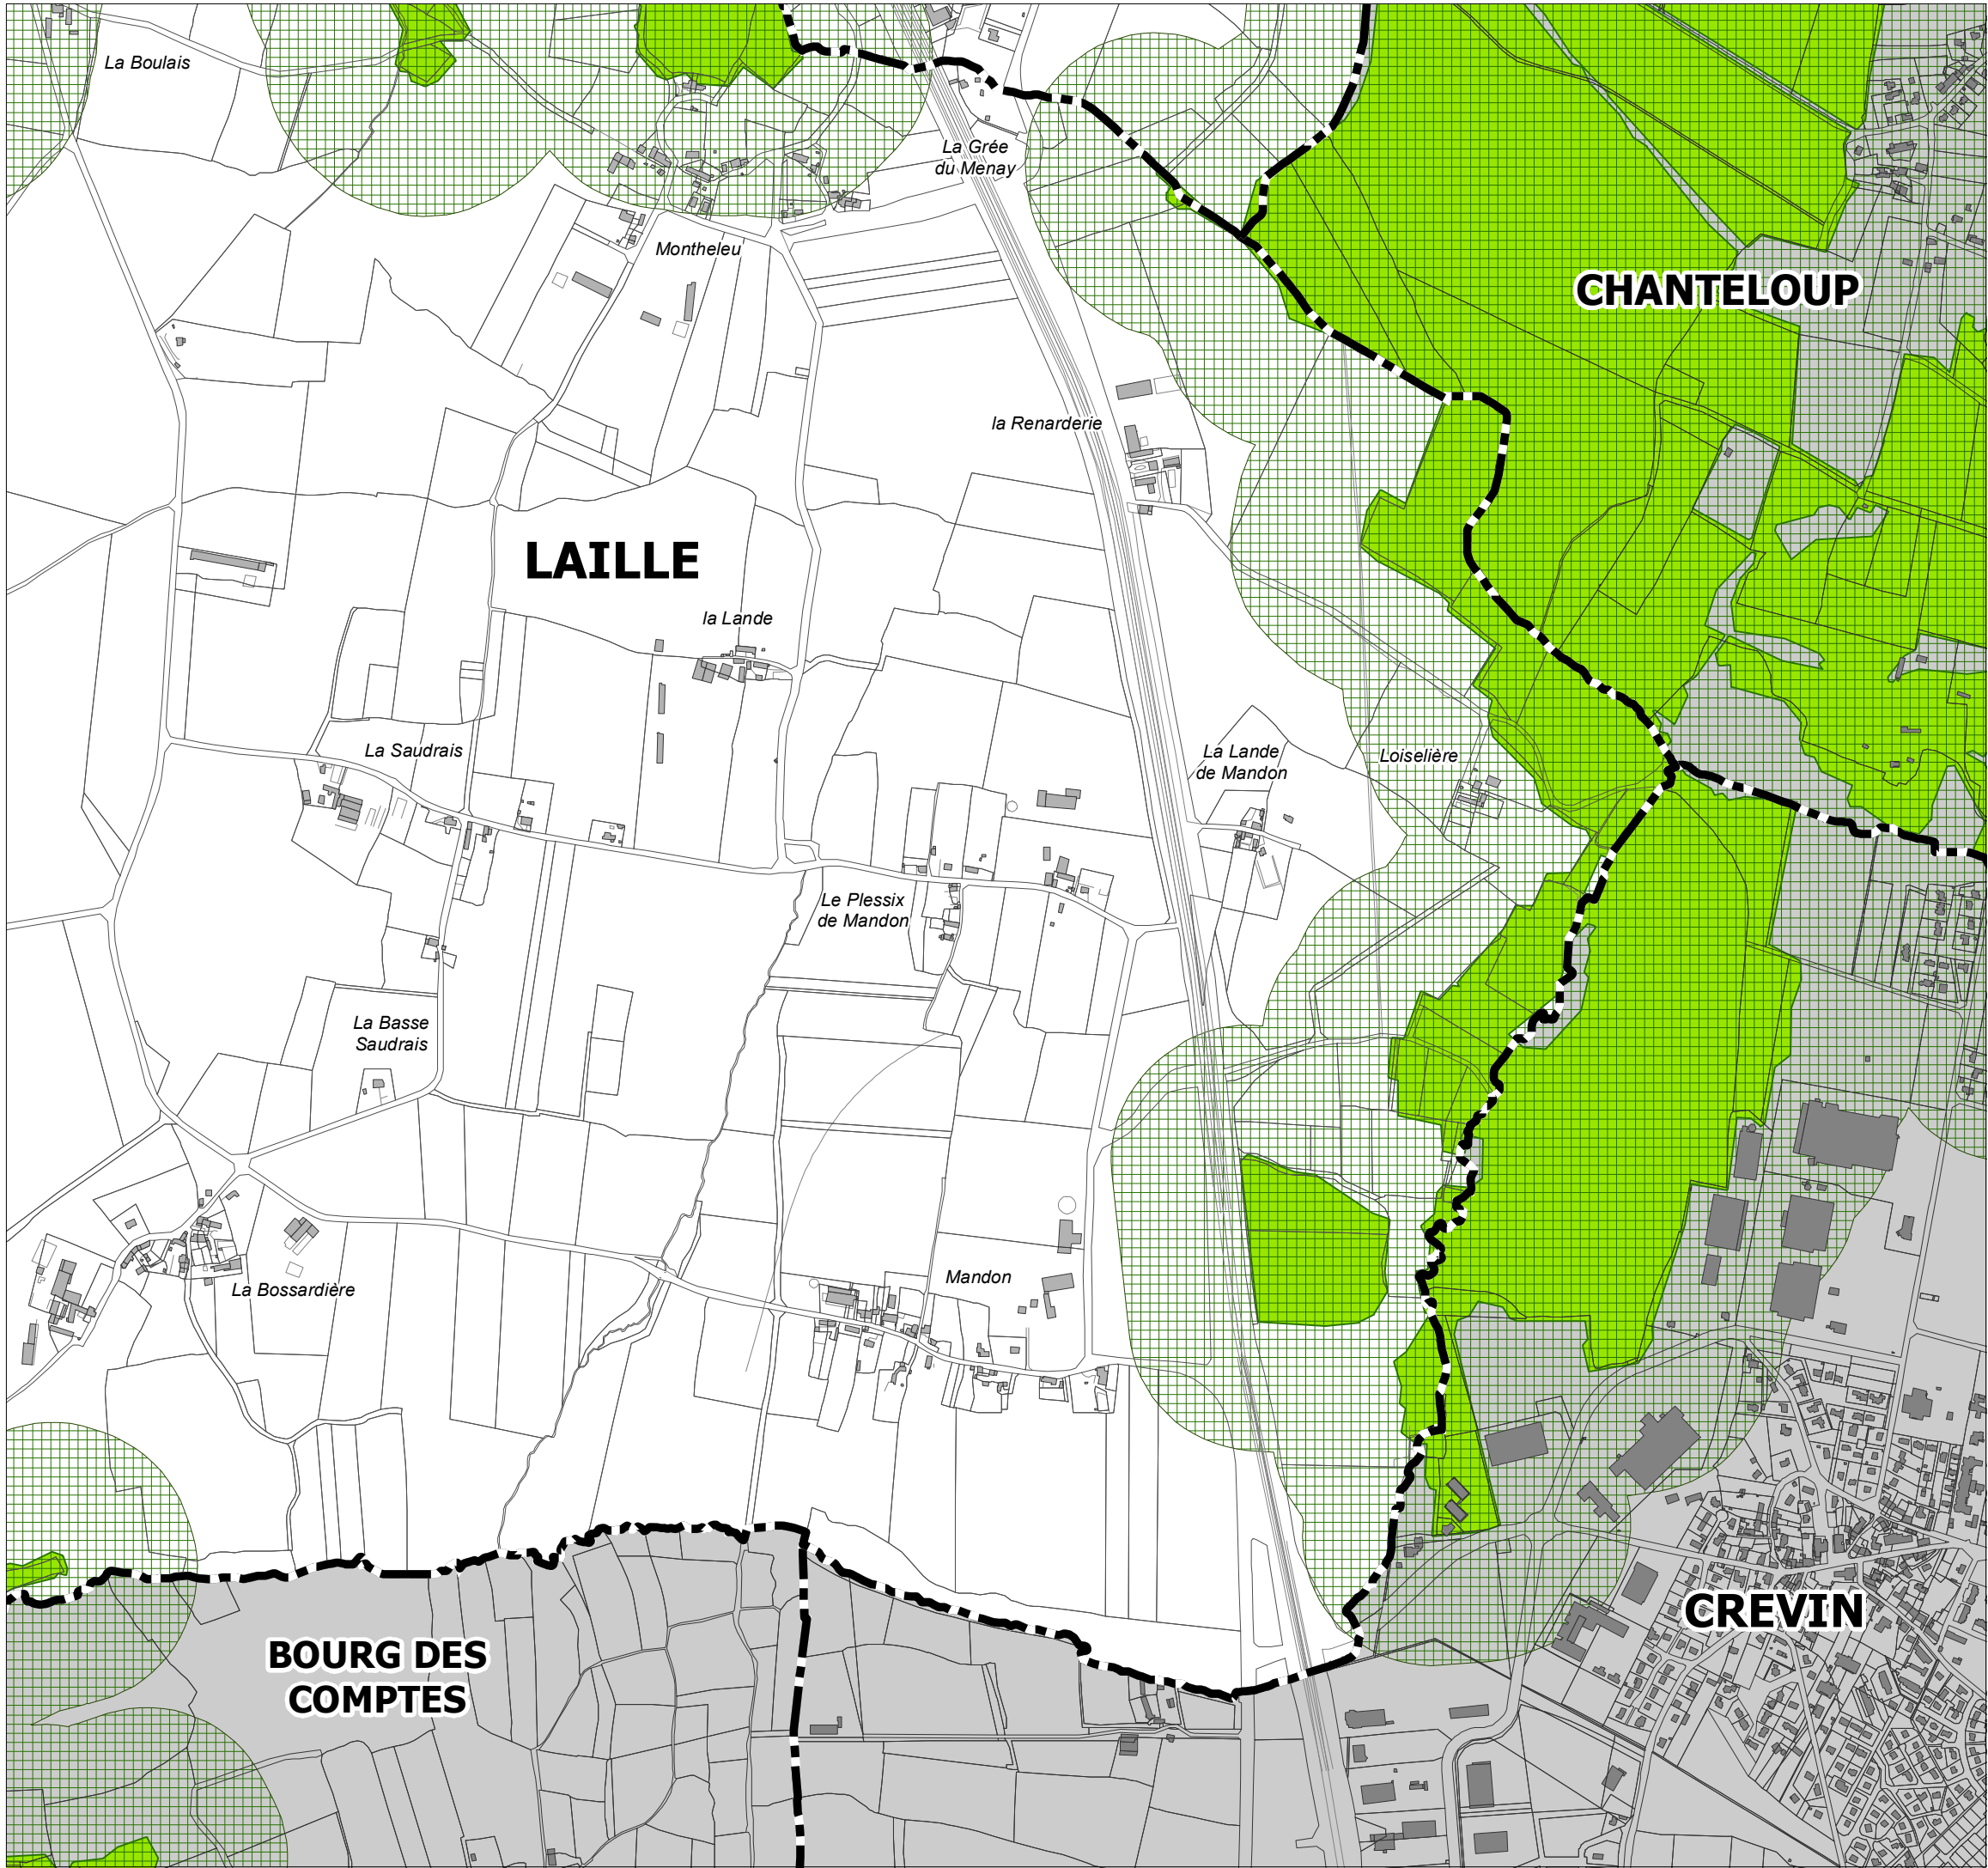 La Boulais
La Grée
du Menay
Montheleu
CHANTELOUP
la Renarderie
LAILLE
la Lande
La Saudrais
La Lande
de Mandon
Loiselière
Le Plessix
de Mandon
La Basse
Saudrais
La Bossardière
Mandon
CREVIN
BOURG DES
COMPTES